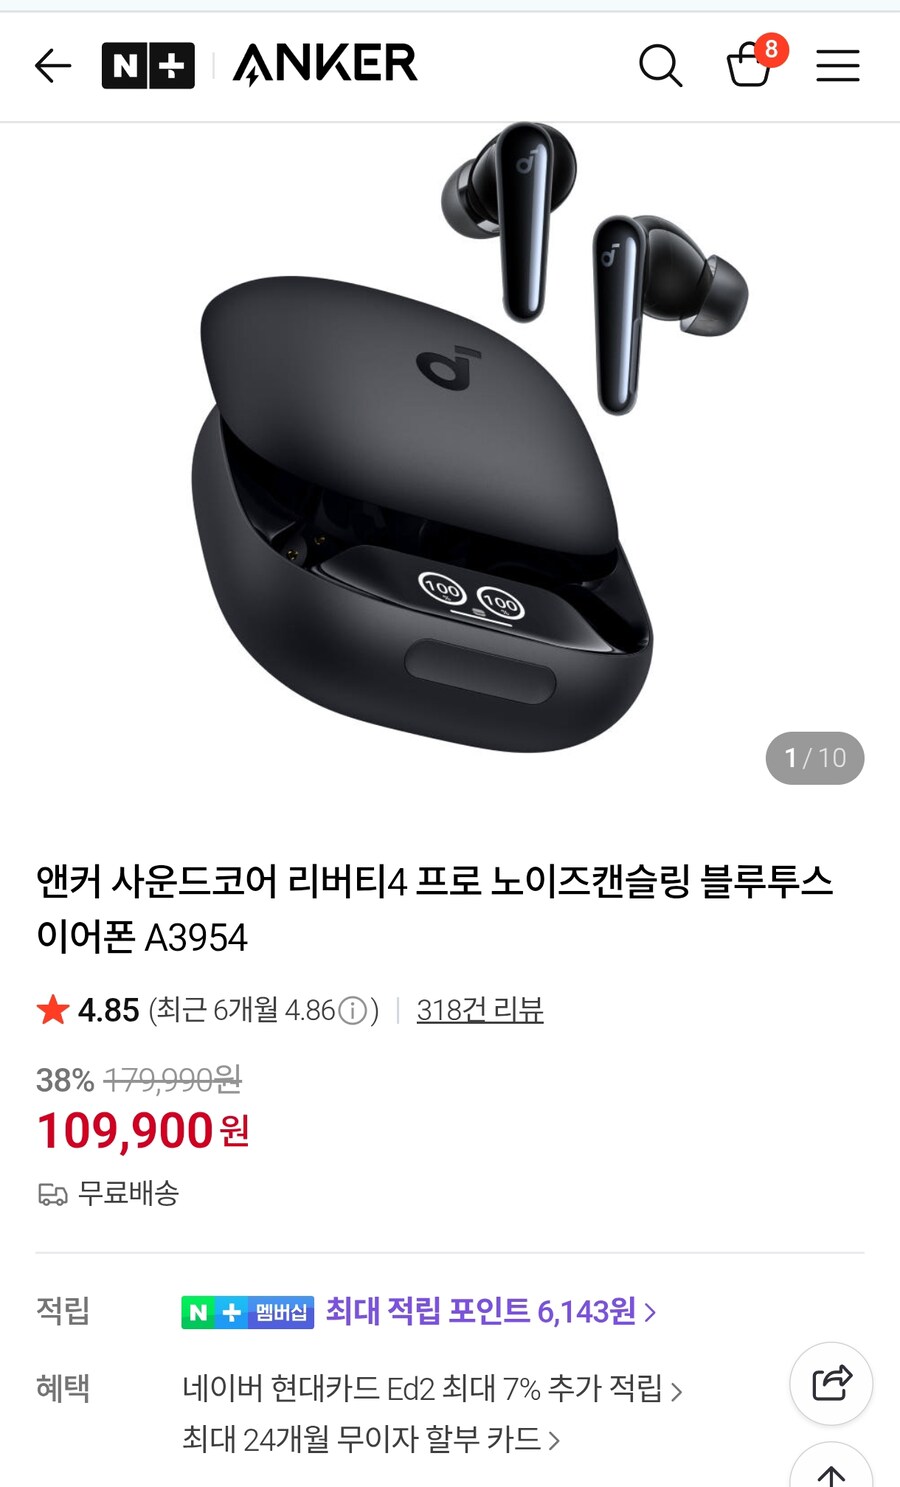 N+ ANKER 8
100 100
1 / 10
앤커 사운드코어 리버티4 프로 노이즈캔슬링 블루투스
이어폰 A3954
4.85 (최근 6개월 4.86 ⓘ) | 318건 리뷰
38% 179,990원
109,900원
무료배송
적립 N+ 멤버십 최대 적립 포인트 6,143원 >
혜택 네이버 현대카드 Ed2 최대 7% 추가 적립 >
최대 24개월 무이자 할부 카드 >